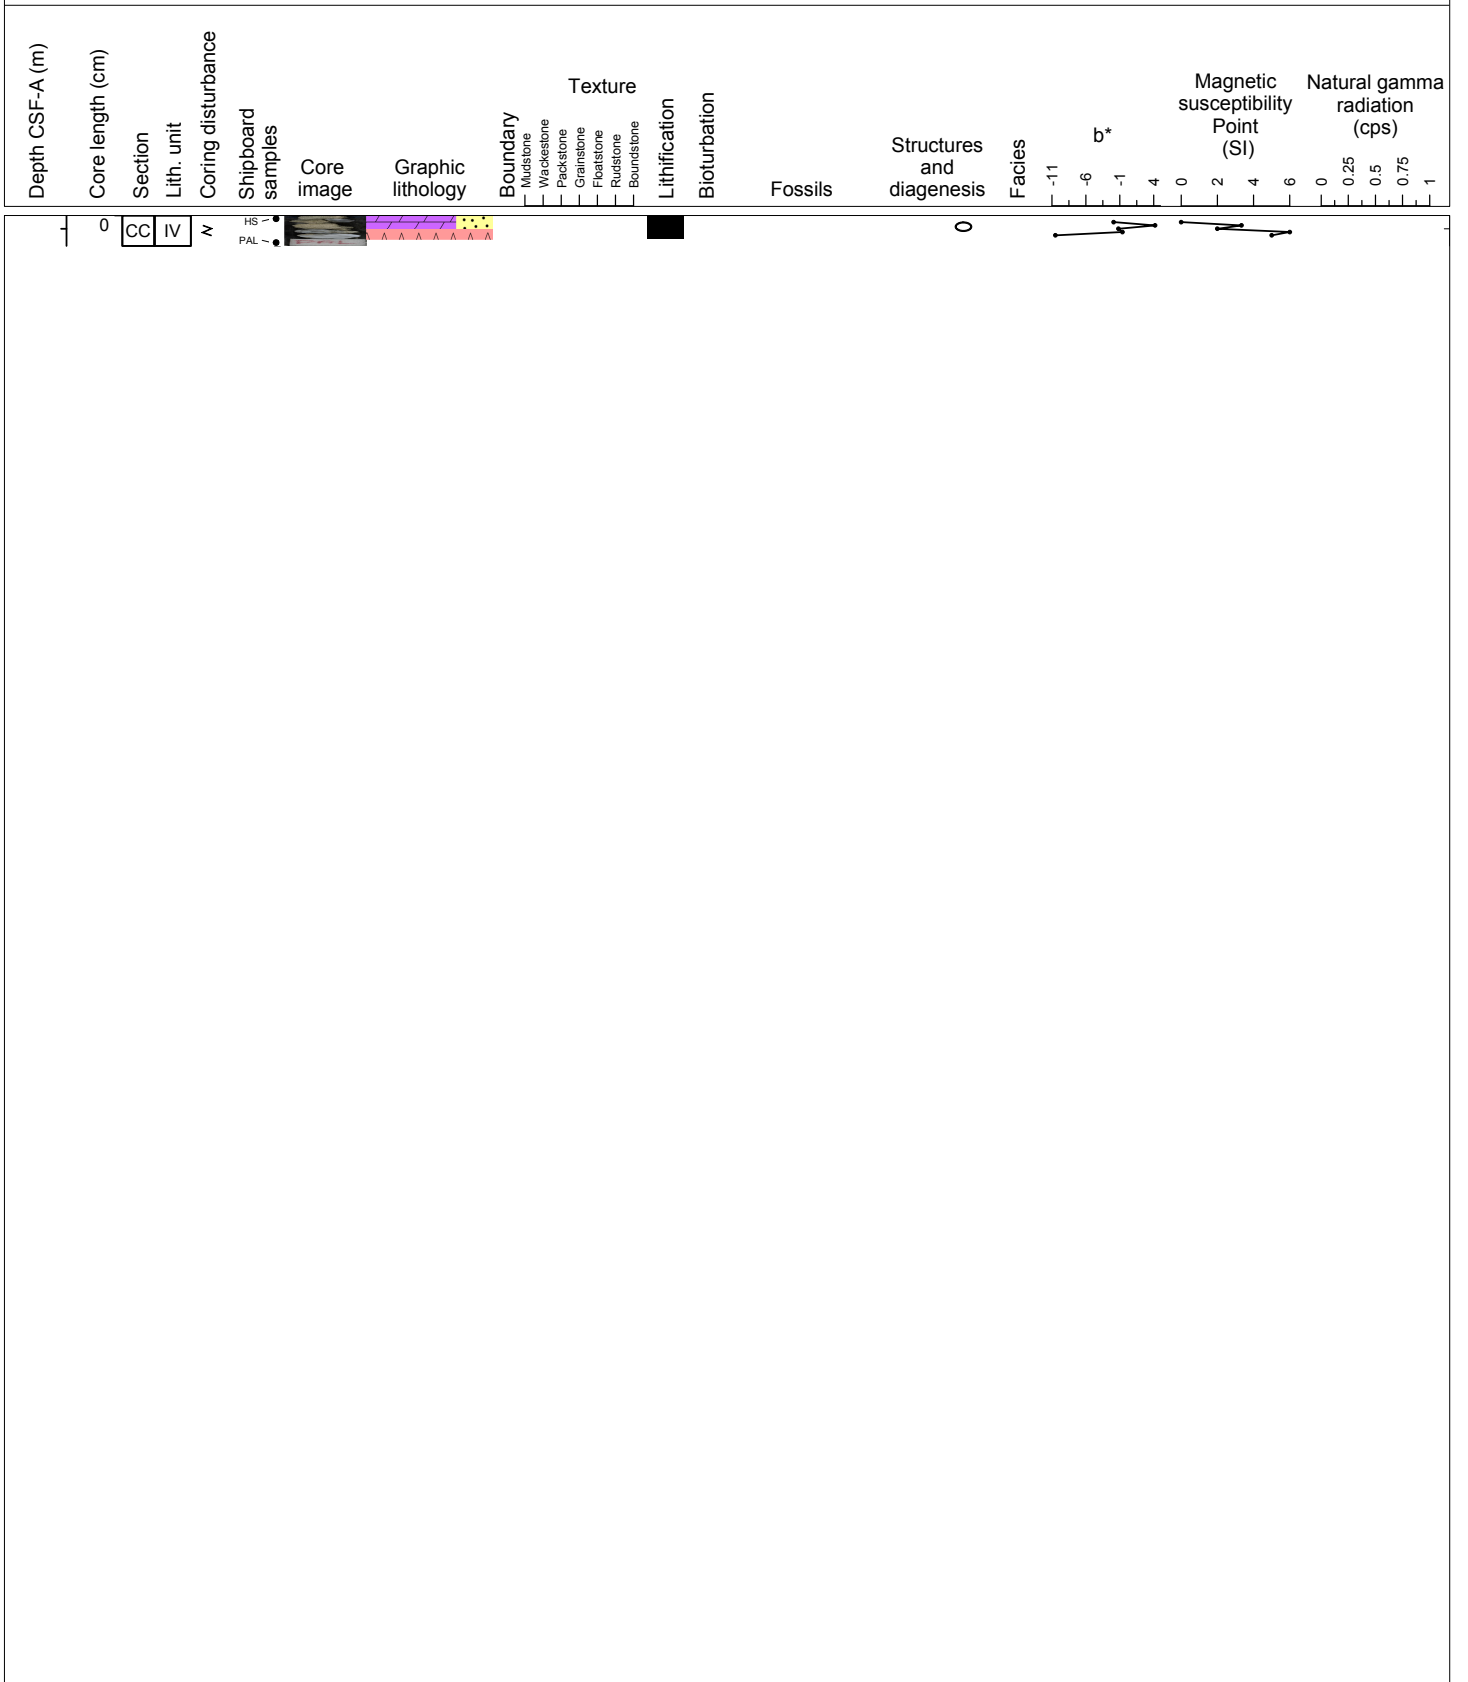 Depth CSF-A (m)
Core length (cm)
Section
Lith. unit
Coring disturbance
Shipboard
samples
Core
image
Graphic
lithology
Boundary
Texture
Mudstone
Wackestone
Packstone
Grainstone
Floatstone
Rudstone
Boundstone
Lithification
Bioturbation
Fossils
Structures
and
diagenesis
Facies
b*
-11
-6
-1
4
Magnetic
susceptibility
Point
(SI)
0
2
4
6
Natural gamma
radiation
(cps)
0
0.25
0.5
0.75
1
0
CC
IV
HS
PAL